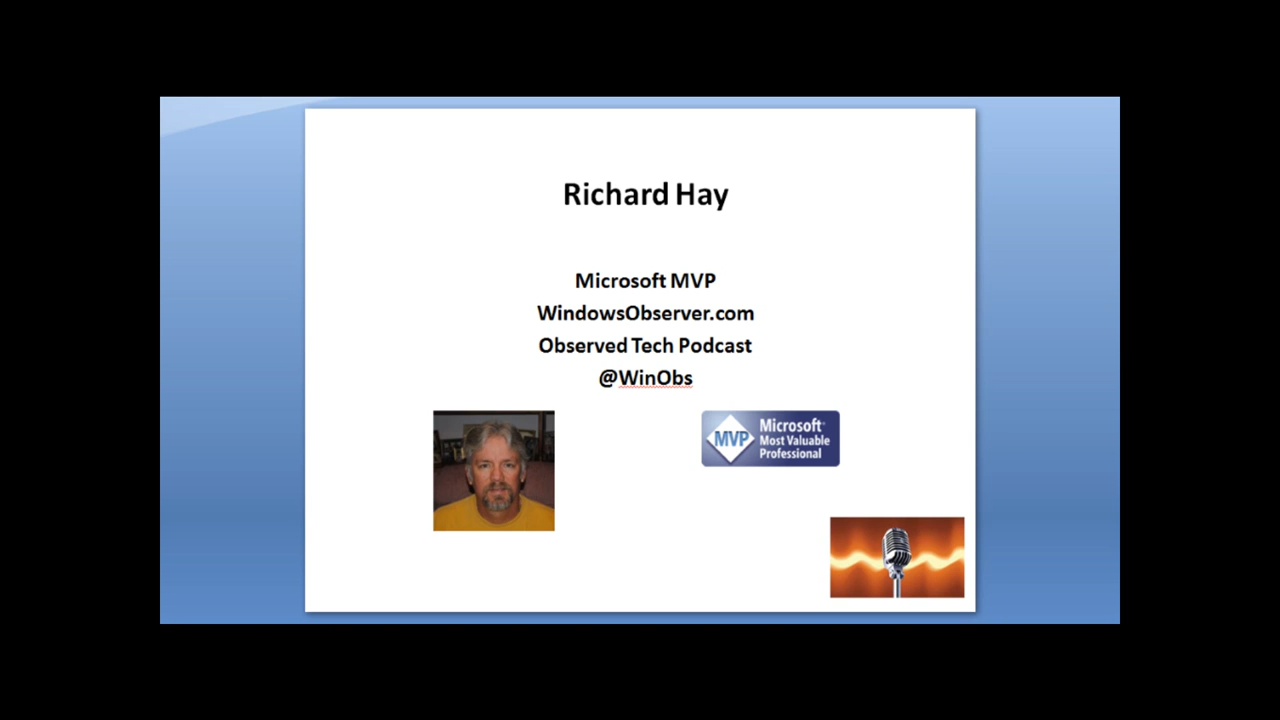 Richard Hay
Microsoft MVP
WindowsObserver.com
Observed Tech Podcast
@WinObs
MVP
Microsoft®
Most Valuable
Professional